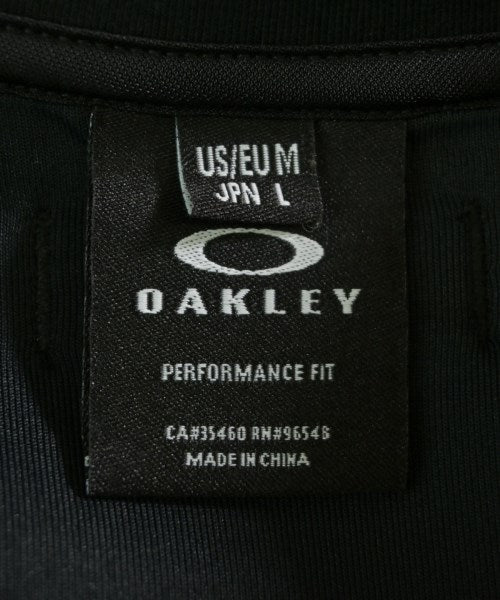 US/EU M
JPN L
OAKLEY
PERFORMANCE FIT
CA#35460 RN#96548
MADE IN CHINA